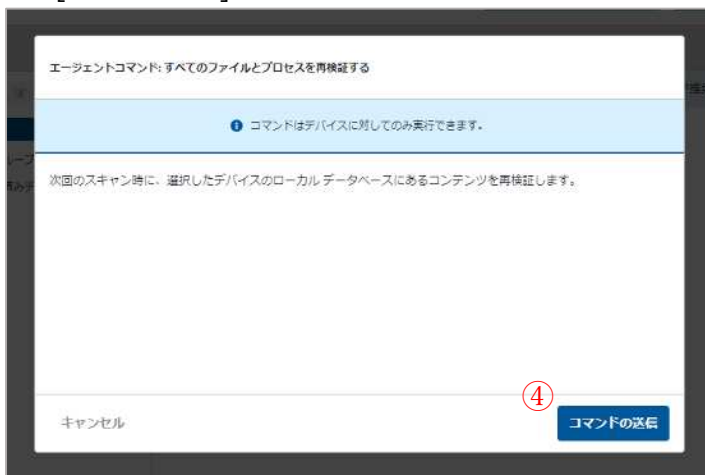 エージェントコマンド: すべてのファイルとプロセスを再検証する
コマンドはデバイスに対してのみ実行できます。
次回のスキャン時に、選択したデバイスのローカル データベースにあるコンテンツを再検証します。
④
キャンセル
コマンドの送信